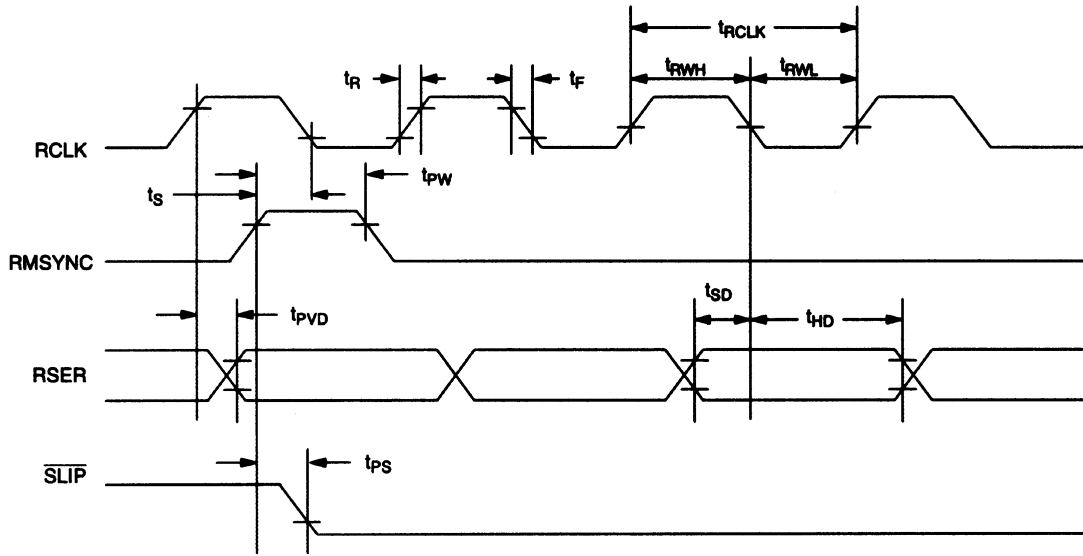 tRCLK
tR
tF
tRWH
tRWL
RCLK
tS
tPW
RMSYNC
tPVD
tSD
tHD
RSER
SLIP
tPS